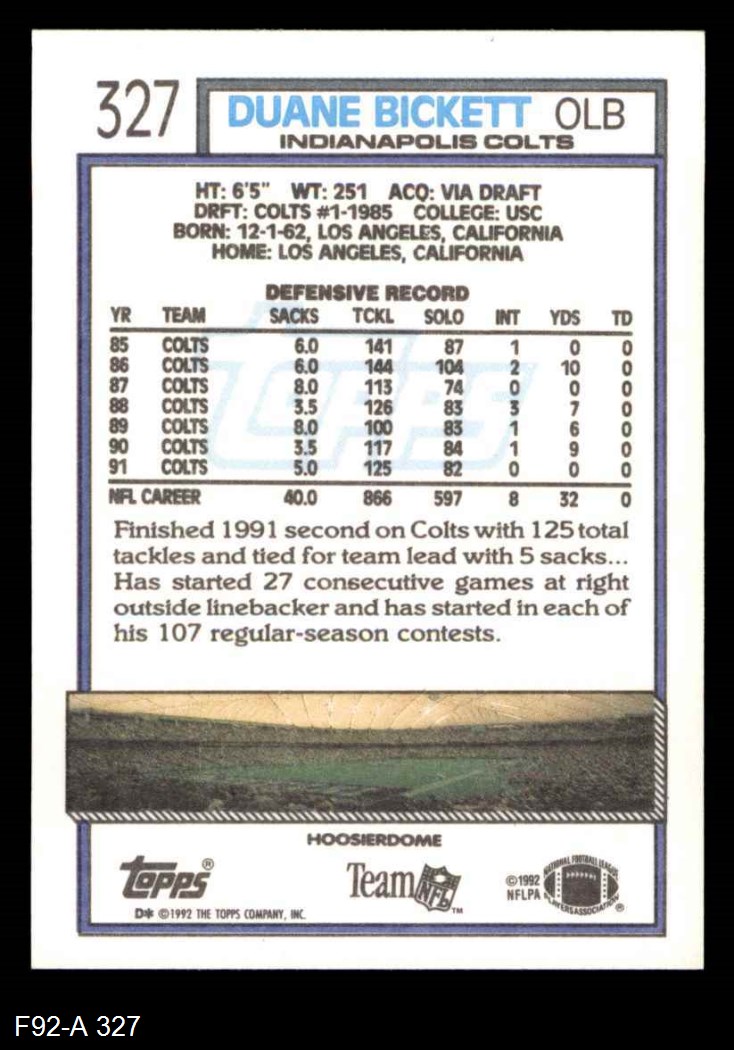 327
DUANE BICKETT OLB
INDIANAPOLIS COLTS
HT: 6'5" WT: 251 ACQ: VIA DRAFT
DRFT: COLTS #1-1985 COLLEGE: USC
BORN: 12-1-62, LOS ANGELES, CALIFORNIA
HOME: LOS ANGELES, CALIFORNIA
DEFENSIVE RECORD
YR TEAM SACKS TCKL SOLO INT YDS TD
85 COLTS 6.0 141 87 1 0 0
86 COLTS 6.0 144 104 2 10 0
87 COLTS 8.0 113 74 0 0 0
88 COLTS 3.5 126 83 3 7 0
89 COLTS 8.0 100 83 1 6 0
90 COLTS 3.5 117 84 1 9 0
91 COLTS 5.0 125 82 0 0 0
NFL CAREER 40.0 866 597 8 32 0
TOPPS
Finished 1991 second on Colts with 125 total
tackles and tied for team lead with 5 sacks...
Has started 27 consecutive games at right
outside linebacker and has started in each of
his 107 regular-season contests.
HOOSIERDOME
Topps®
D* ©1992 THE TOPPS COMPANY, INC.
Team NFL™
©1992
NFLPA
NATIONAL FOOTBALL LEAGUE
PLAYERS ASSOCIATION ®
F92-A 327